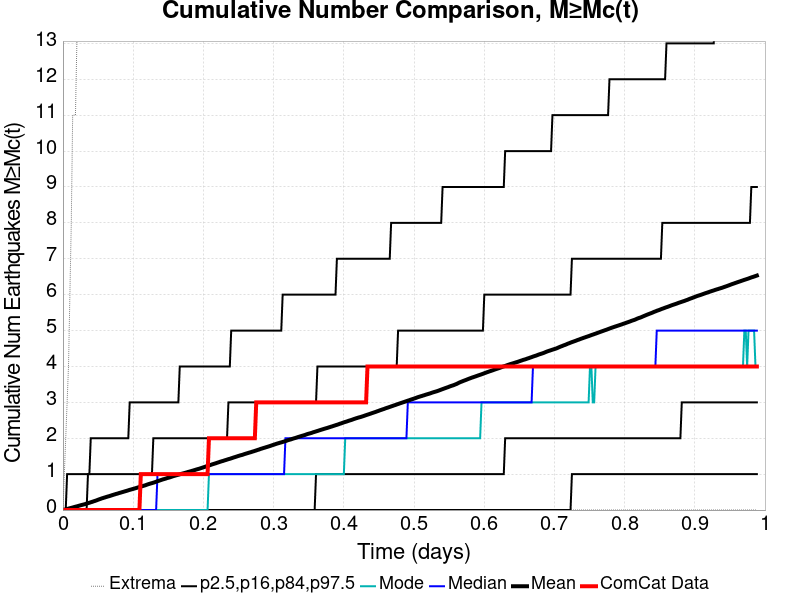 Cumulative Number Comparison, M≥Mc(t)
Cumulative Num Earthquakes M≥Mc(t)
13
12
11
10
9
8
7
6
5
4
3
2
1
0
0 0.1 0.2 0.3 0.4 0.5 0.6 0.7 0.8 0.9 1
Time (days)
Extrema p2.5,p16,p84,p97.5 Mode Median Mean ComCat Data